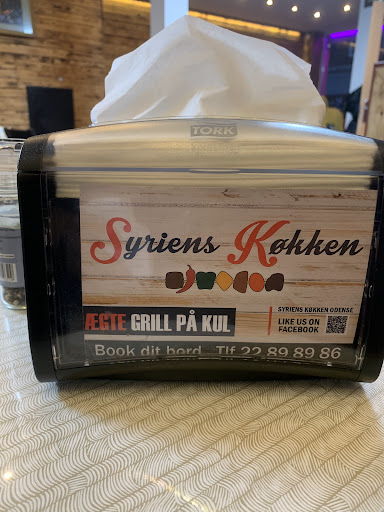 TORK
Syriens Køkken
SYRIENS KØKKEN ODENSE
LIKE US ON
FACEBOOK
ÆGTE GRILL PÅ KUL
Book dit bord Tlf 22 89 89 86